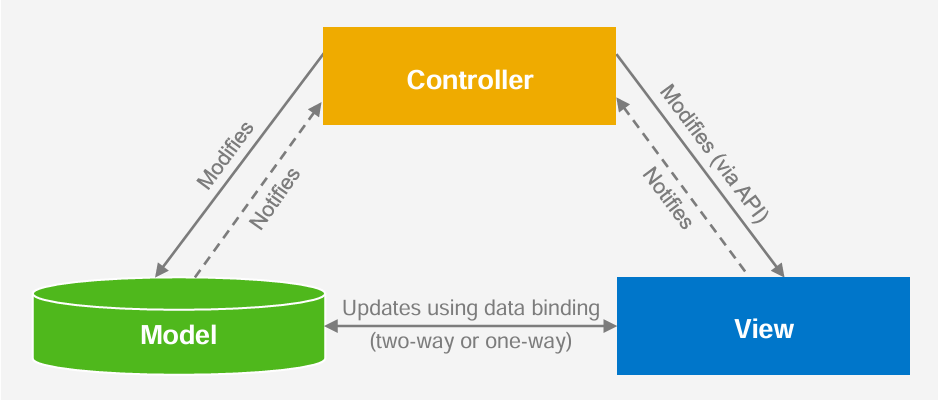 Controller
Modifies
Notifies
Modifies (via API)
Notifies
Updates using data binding
(two-way or one-way)
Model
View